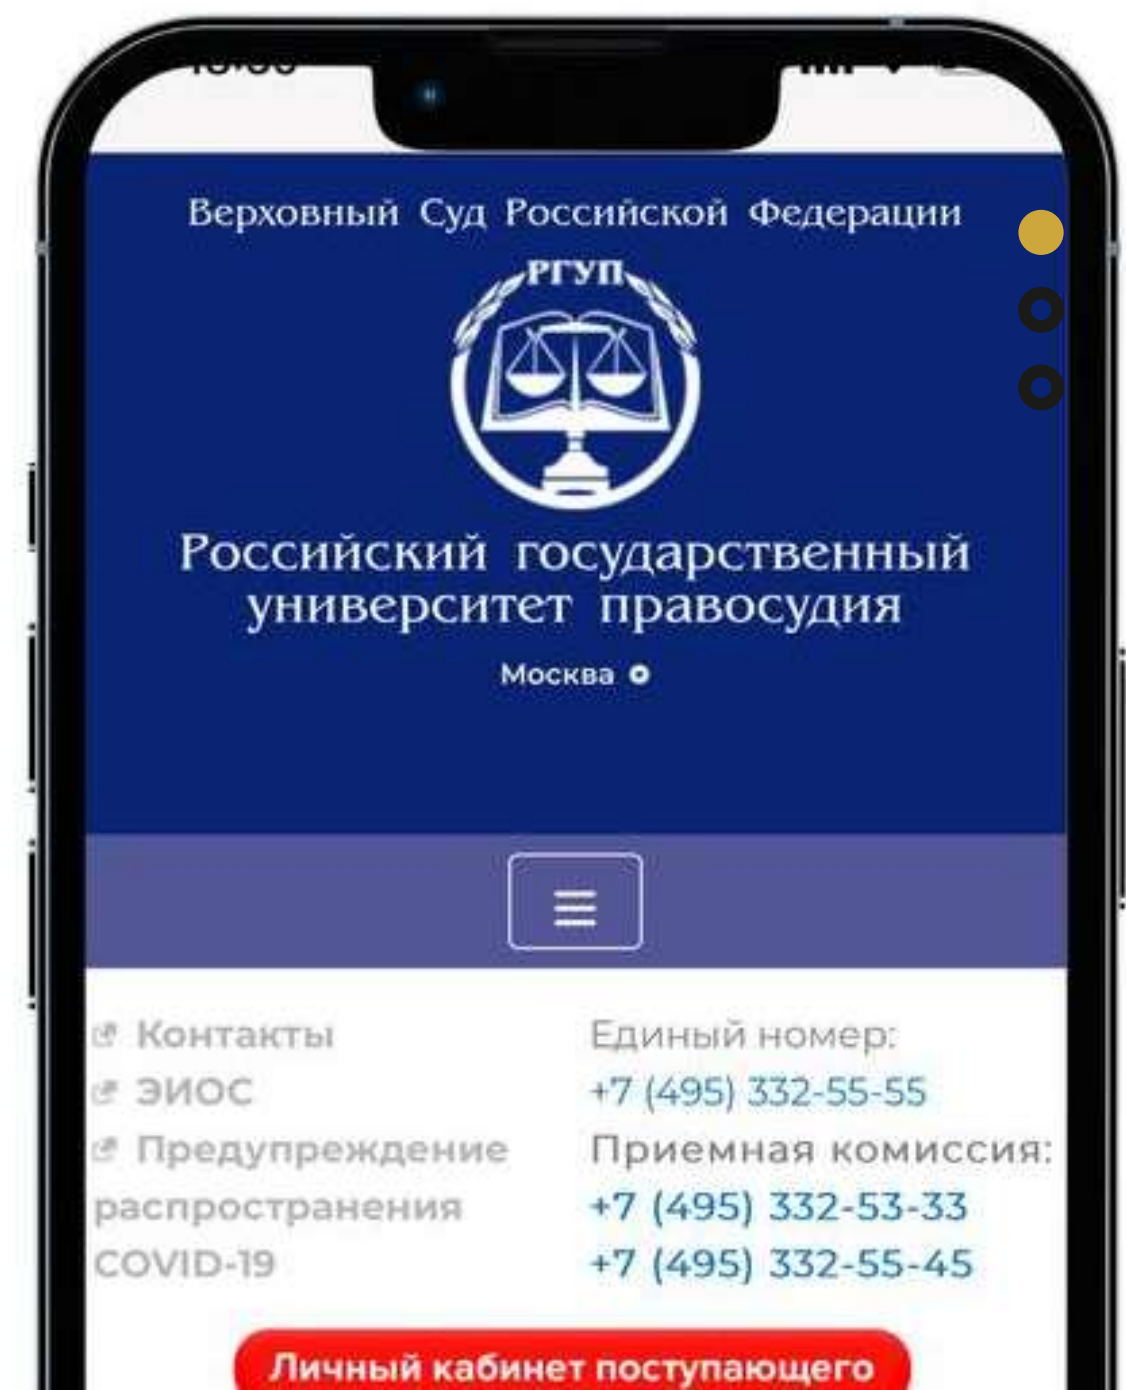 Верховный Суд Российской Федерации
РГУП
Российский государственный
университет правосудия
Москва
Контакты
ЭИОС
Предупреждение
распространения
COVID-19
Единый номер:
+7 (495) 332-55-55
Приемная комиссия:
+7 (495) 332-53-33
+7 (495) 332-55-45
Личный кабинет поступающего